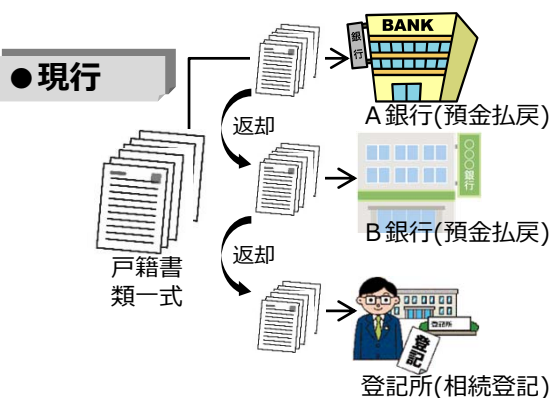 ●現行
BANK
銀行
A銀行(預金払戻)
返却
○○○銀行
B銀行(預金払戻)
戸籍書
類一式
返却
登記所
登記
登記所(相続登記)